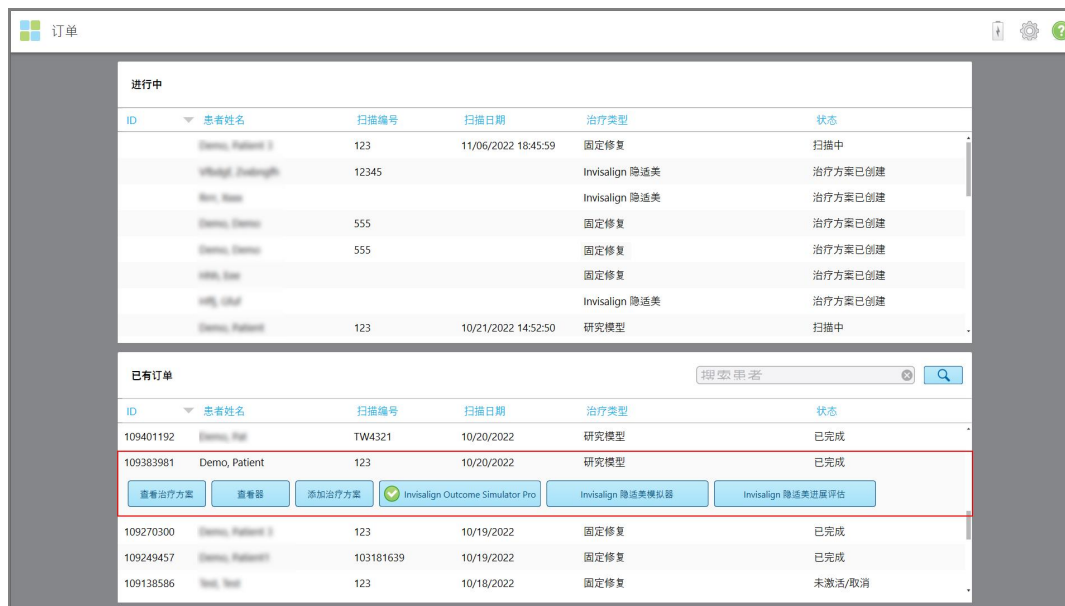 订单
进行中
ID 患者姓名 扫描编号 扫描日期 治疗类型 状态
123 11/06/2022 18:45:59 固定修复 扫描中
12345 Invisalign 隐适美 治疗方案已创建
Invisalign 隐适美 治疗方案已创建
555 固定修复 治疗方案已创建
555 固定修复 治疗方案已创建
固定修复 治疗方案已创建
Invisalign 隐适美 治疗方案已创建
123 10/21/2022 14:52:50 研究模型 扫描中
已有订单 搜索患者
ID 患者姓名 扫描编号 扫描日期 治疗类型 状态
109401192 TW4321 10/20/2022 研究模型 已完成
109383981 Demo, Patient 123 10/20/2022 研究模型 已完成
查看治疗方案 查看器 添加治疗方案 Invisalign Outcome Simulator Pro Invisalign 隐适美模拟器 Invisalign 隐适美进展评估
109270300 123 10/19/2022 固定修复 已完成
109249457 103181639 10/19/2022 固定修复 已完成
109138586 123 10/18/2022 固定修复 未激活/取消